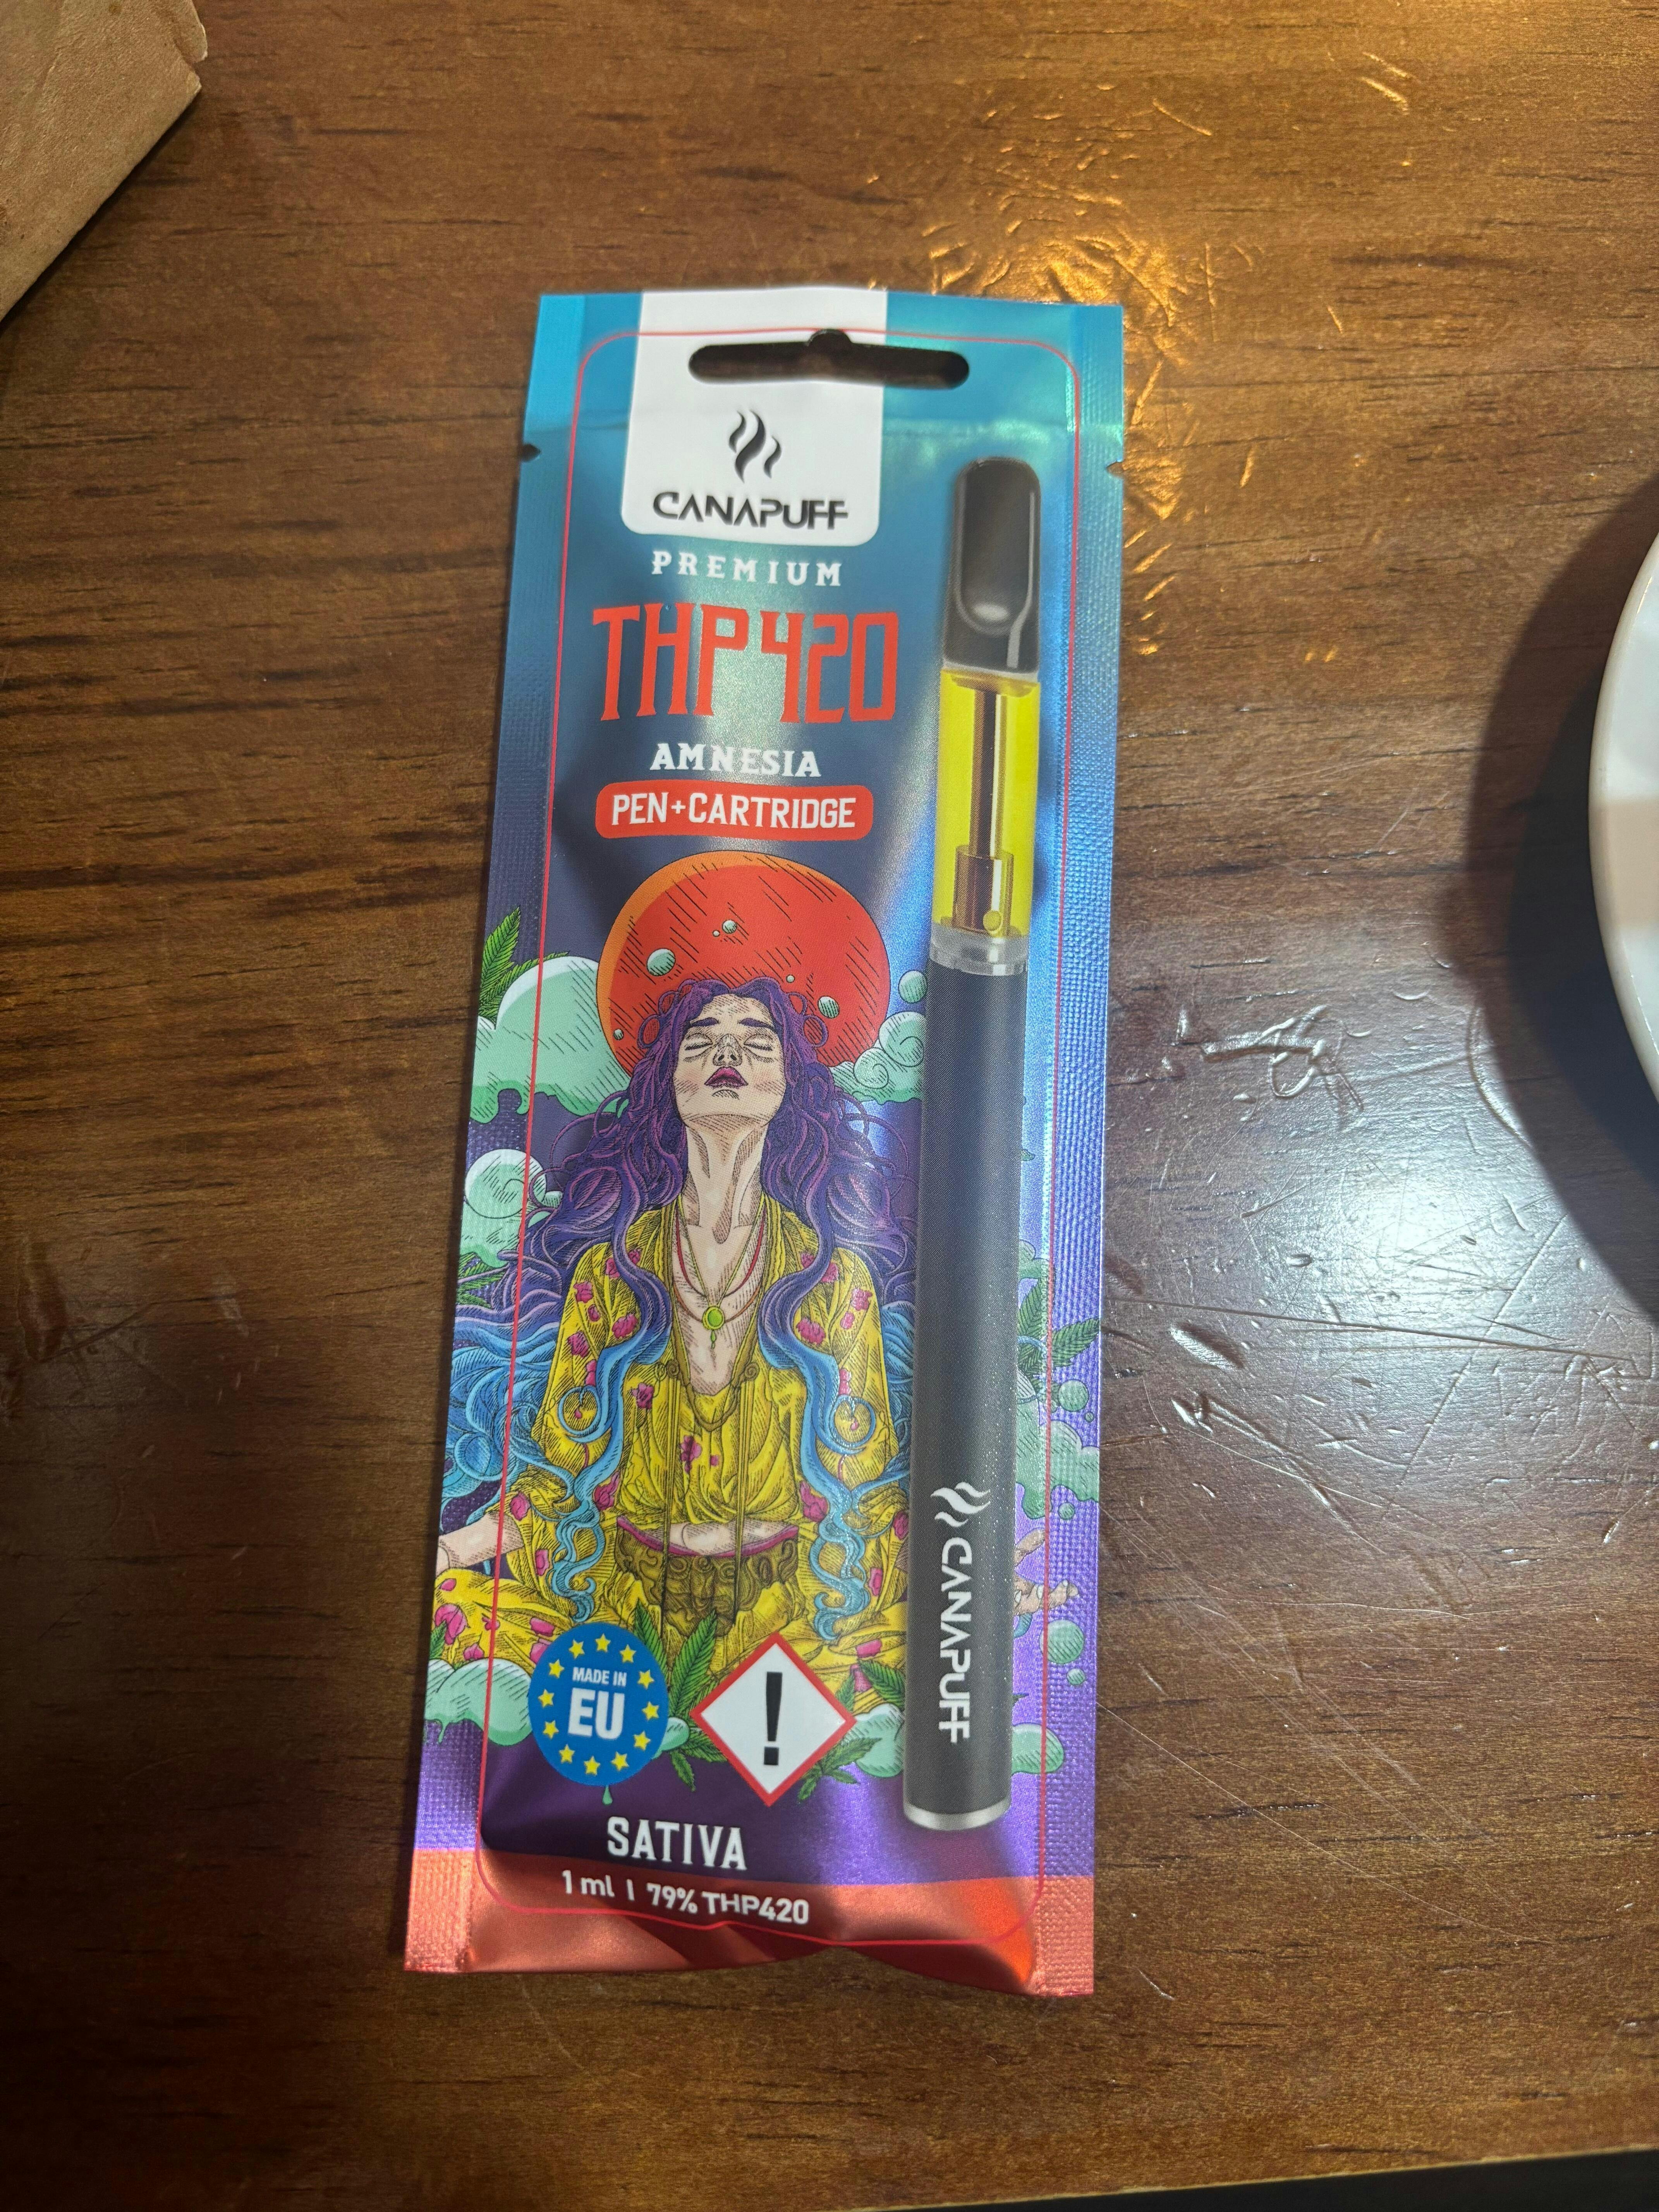 CANAPUFF
PREMIUM
THP420
AMNESIA
PEN+CARTRIDGE
CANAPUFF
MADE IN
EU
!
SATIVA
1 ml | 79% THP420